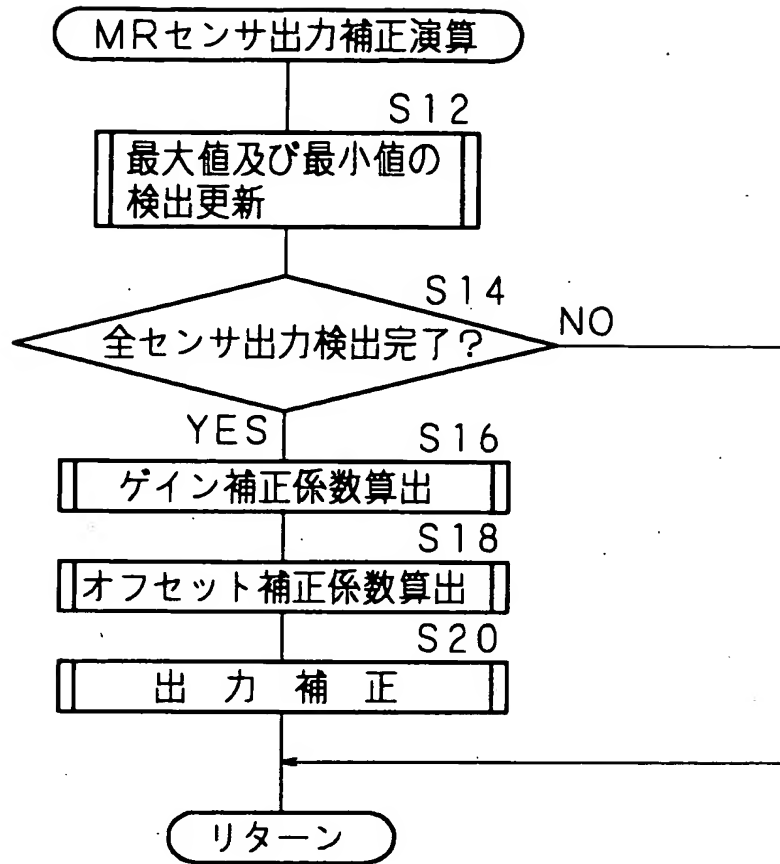 MRセンサ出力補正演算
S12
最大値及び最小値の
検出更新
S14
全センサ出力検出完了?
NO
YES
S16
ゲイン補正係数算出
S18
オフセット補正係数算出
S20
出力補正
リターン